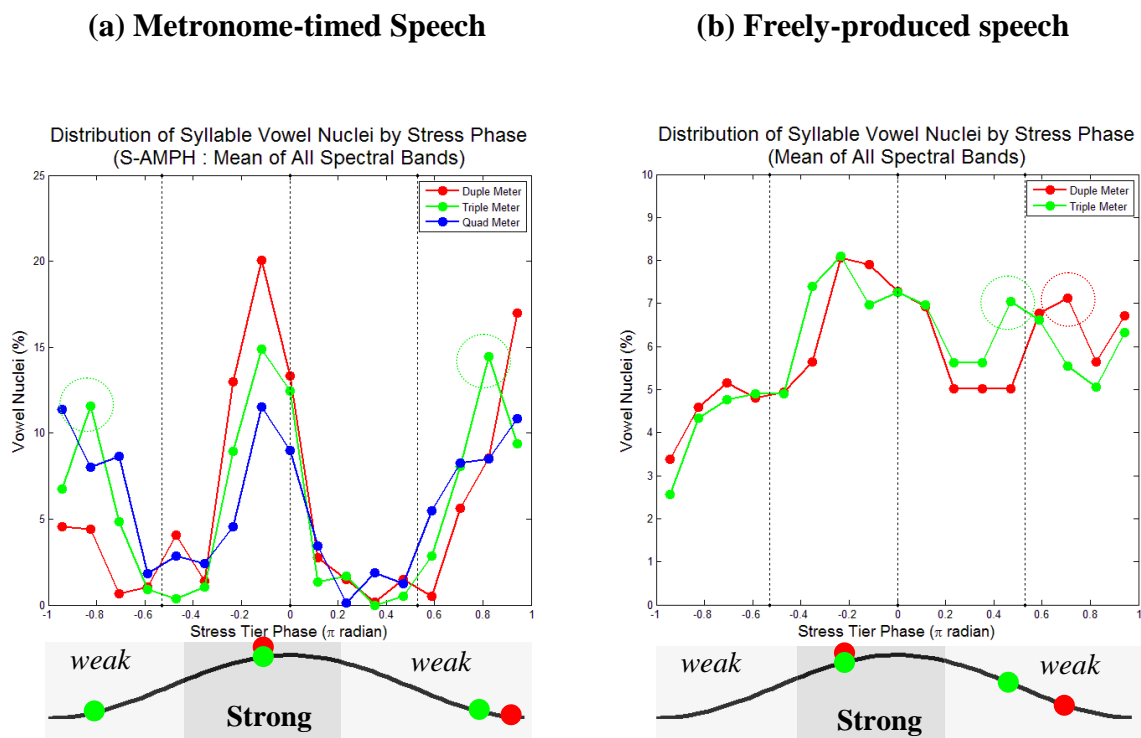 (a) Metronome-timed Speech
Distribution of Syllable Vowel Nuclei by Stress Phase
(S-AMPH : Mean of All Spectral Bands)
25
20
15
10
5
0
Vowel Nuclei (%)
Duple Meter
Triple Meter
Quad Meter
-1 -0.8 -0.6 -0.4 -0.2 0 0.2 0.4 0.6 0.8 1
Stress Tier Phase (π radian)
weak
Strong
weak
(b) Freely-produced speech
Distribution of Syllable Vowel Nuclei by Stress Phase
(Mean of All Spectral Bands)
10
9
8
7
6
5
4
3
2
1
0
Vowel Nuclei (%)
Duple Meter
Triple Meter
-1 -0.8 -0.6 -0.4 -0.2 0 0.2 0.4 0.6 0.8 1
Stress Tier Phase (π radian)
weak
Strong
weak